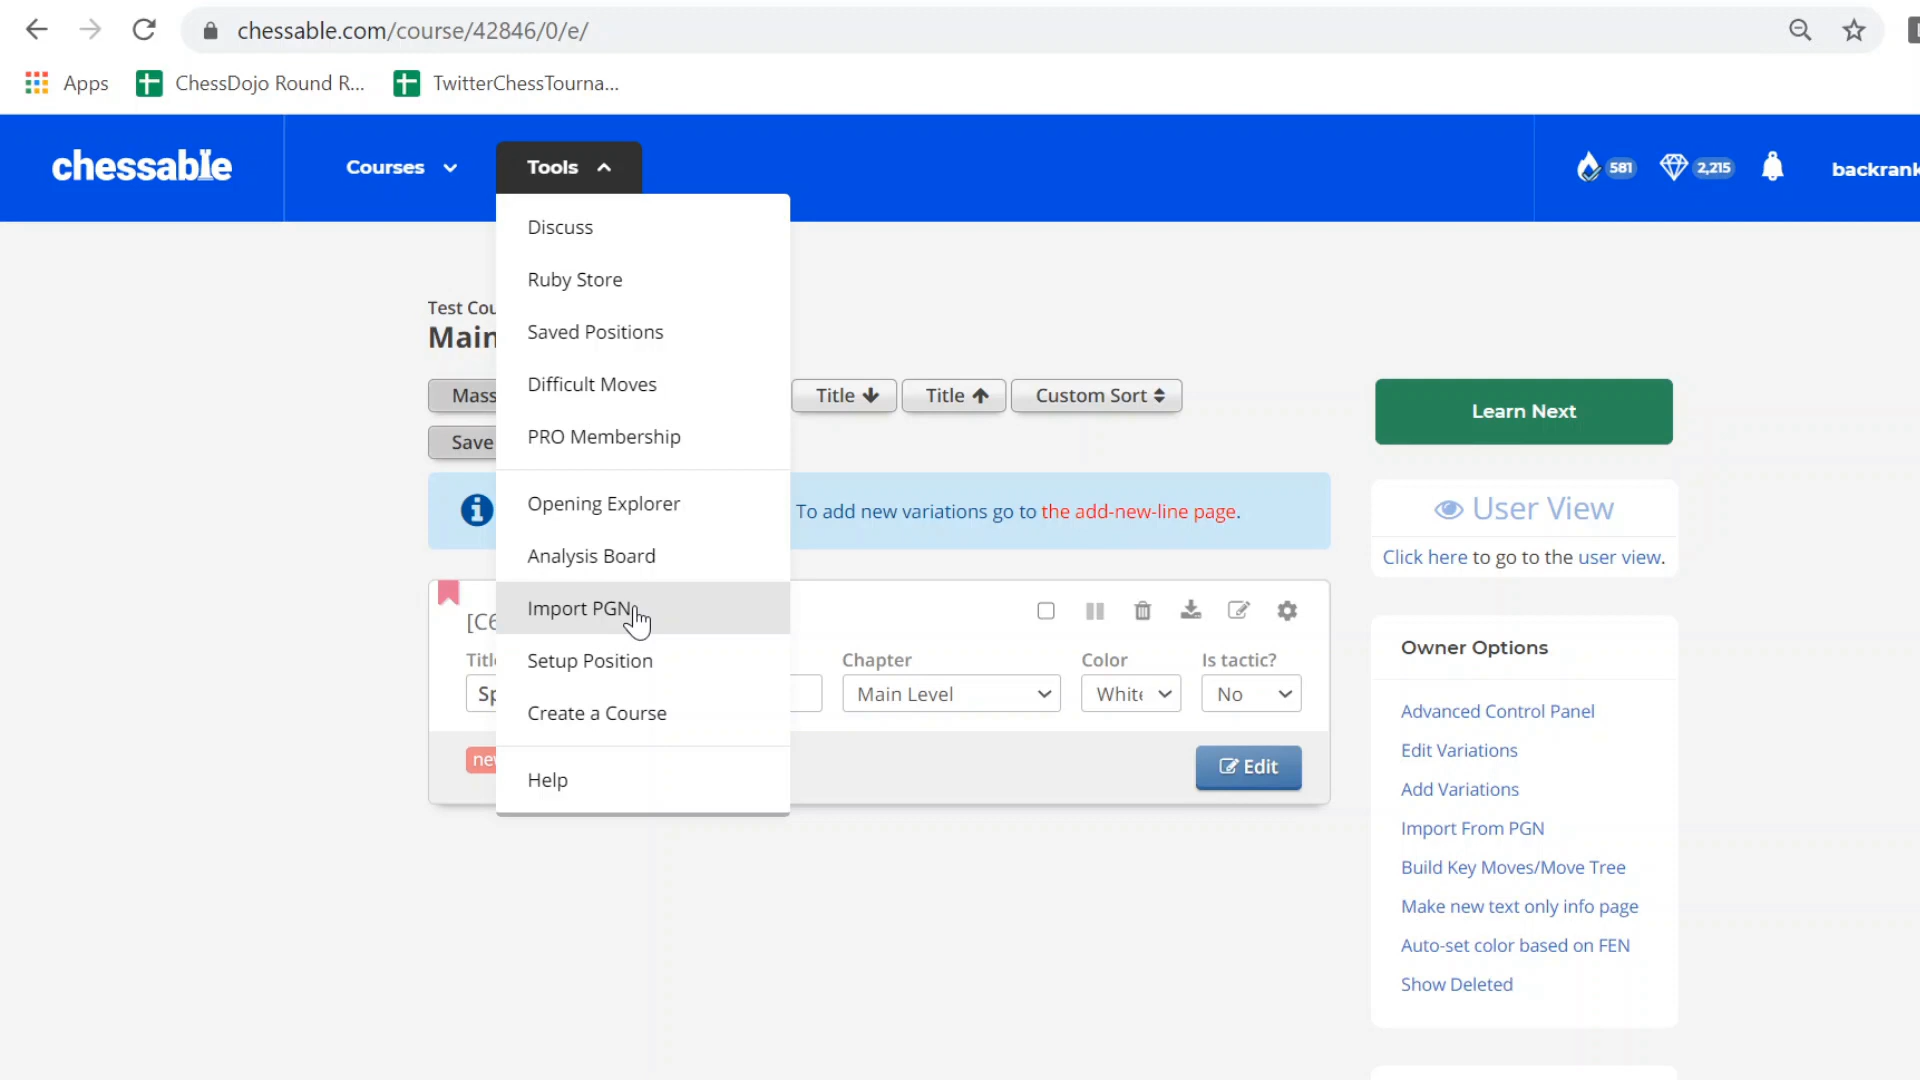 chessable.com/course/42846/0/e/
Apps ChessDojo Round R... TwitterChessTourna...
chessable Courses Tools 581 2,215 backrank
Discuss
Ruby Store
Test Cou
Saved Positions
Main
Difficult Moves
Mass Title Title Custom Sort Learn Next
PRO Membership
Save
Opening Explorer
To add new variations go to the add-new-line page.
User View
Click here to go to the user view.
Analysis Board
Import PGN
[C6
Setup Position
Title Chapter Color Is tactic?
Sp Main Level White No
Create a Course
Owner Options
Advanced Control Panel
Edit Variations
new Edit
Help
Add Variations
Import From PGN
Build Key Moves/Move Tree
Make new text only info page
Auto-set color based on FEN
Show Deleted